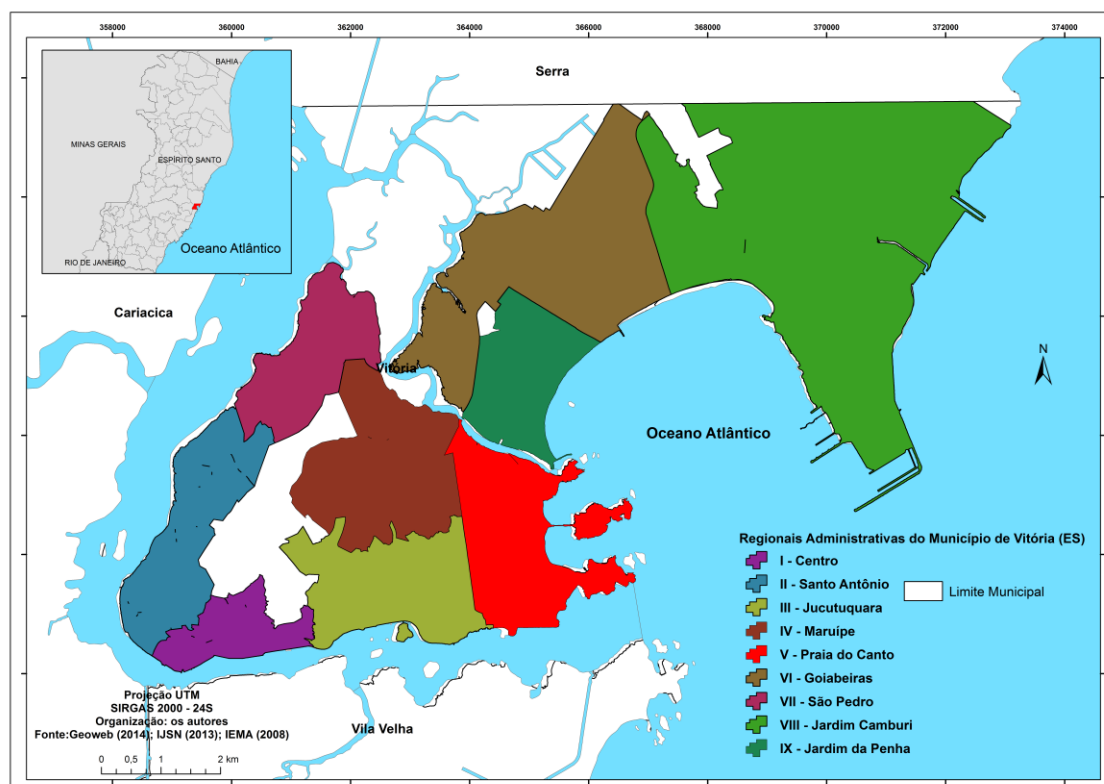 358000 360000 362000 364000 366000 368000 370000 372000 374000
Serra
BAHIA
MINAS GERAIS
ESPÍRITO SANTO
Oceano Atlântico
RIO DE JANEIRO
Cariacica
Vitória
N
Oceano Atlântico
Regionais Administrativas do Município de Vitória (ES)
I - Centro
II - Santo Antônio
III - Jucutuquara
IV - Maruípe
V - Praia do Canto
VI - Goiabeiras
VII - São Pedro
VIII - Jardim Camburi
IX - Jardim da Penha
Limite Municipal
Projeção UTM
SIRGAS 2000 - 24S
Organização: os autores
Fonte:Geoweb (2014); IJSN (2013); IEMA (2008)
0 0,5 1 2 km
Vila Velha